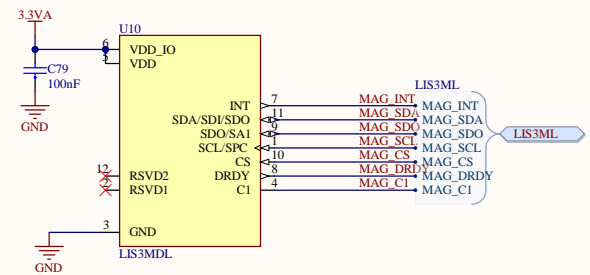 3.3VA
U10
6 VDD_IO
5 VDD
C79
100nF
GND
LIS3ML
INT 7 MAG_INT MAG_INT
SDA/SDI/SDO 11 MAG_SDA MAG_SDA
SDO/SA1 9 MAG_SDO MAG_SDO LIS3ML
SCL/SPC 1 MAG_SCL MAG_SCL
CS 10 MAG_CS MAG_CS
12 RSVD2 DRDY 8 MAG_DRDY MAG_DRDY
2 RSVD1 C1 4 MAG_C1 MAG_C1
3 GND
LIS3MDL
GND